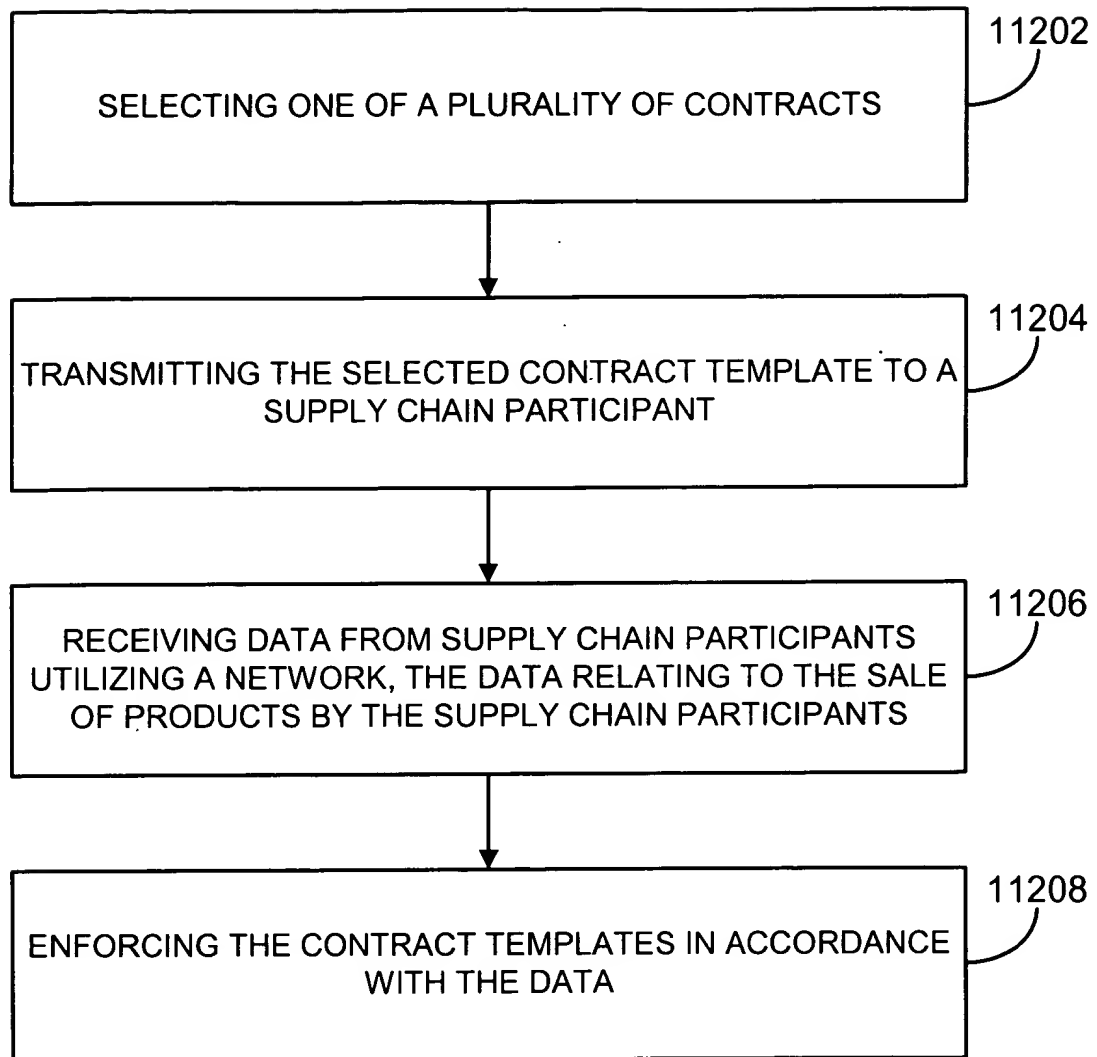 11202
SELECTING ONE OF A PLURALITY OF CONTRACTS
11204
TRANSMITTING THE SELECTED CONTRACT TEMPLATE TO A
SUPPLY CHAIN PARTICIPANT
11206
RECEIVING DATA FROM SUPPLY CHAIN PARTICIPANTS
UTILIZING A NETWORK, THE DATA RELATING TO THE SALE
OF PRODUCTS BY THE SUPPLY CHAIN PARTICIPANTS
11208
ENFORCING THE CONTRACT TEMPLATES IN ACCORDANCE
WITH THE DATA